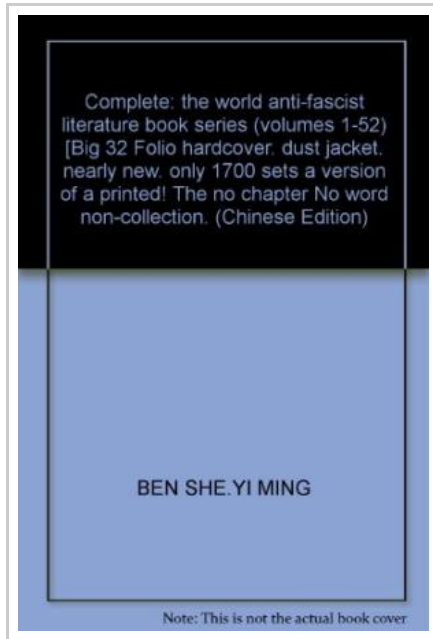 Complete: the world anti-fascist
literature book series (volumes 1-52)
[Big 32 Folio hardcover. dust jacket.
nearly new. only 1700 sets a version
of a printed! The no chapter No word
non-collection. (Chinese Edition)
BEN SHE.YI MING
Note: This is not the actual book cover